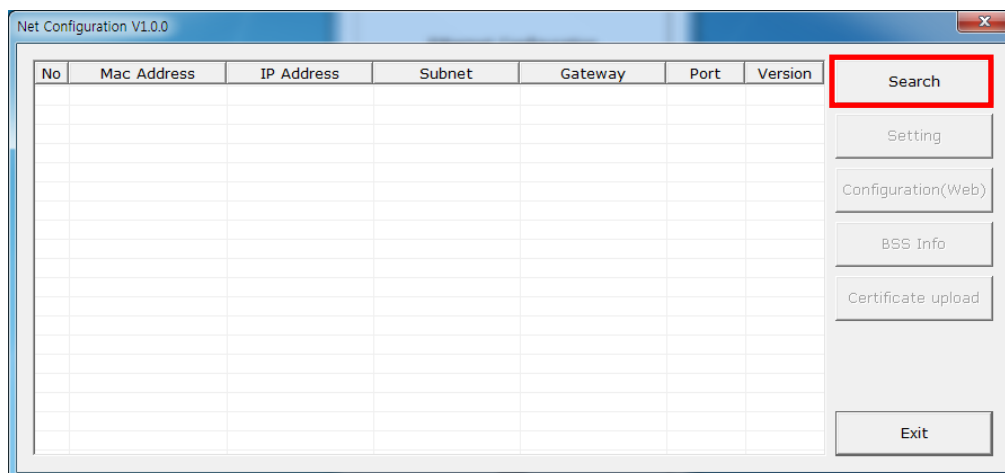 Net Configuration V1.0.0
No Mac Address IP Address Subnet Gateway Port Version
Search
Setting
Configuration(Web)
BSS Info
Certificate upload
Exit